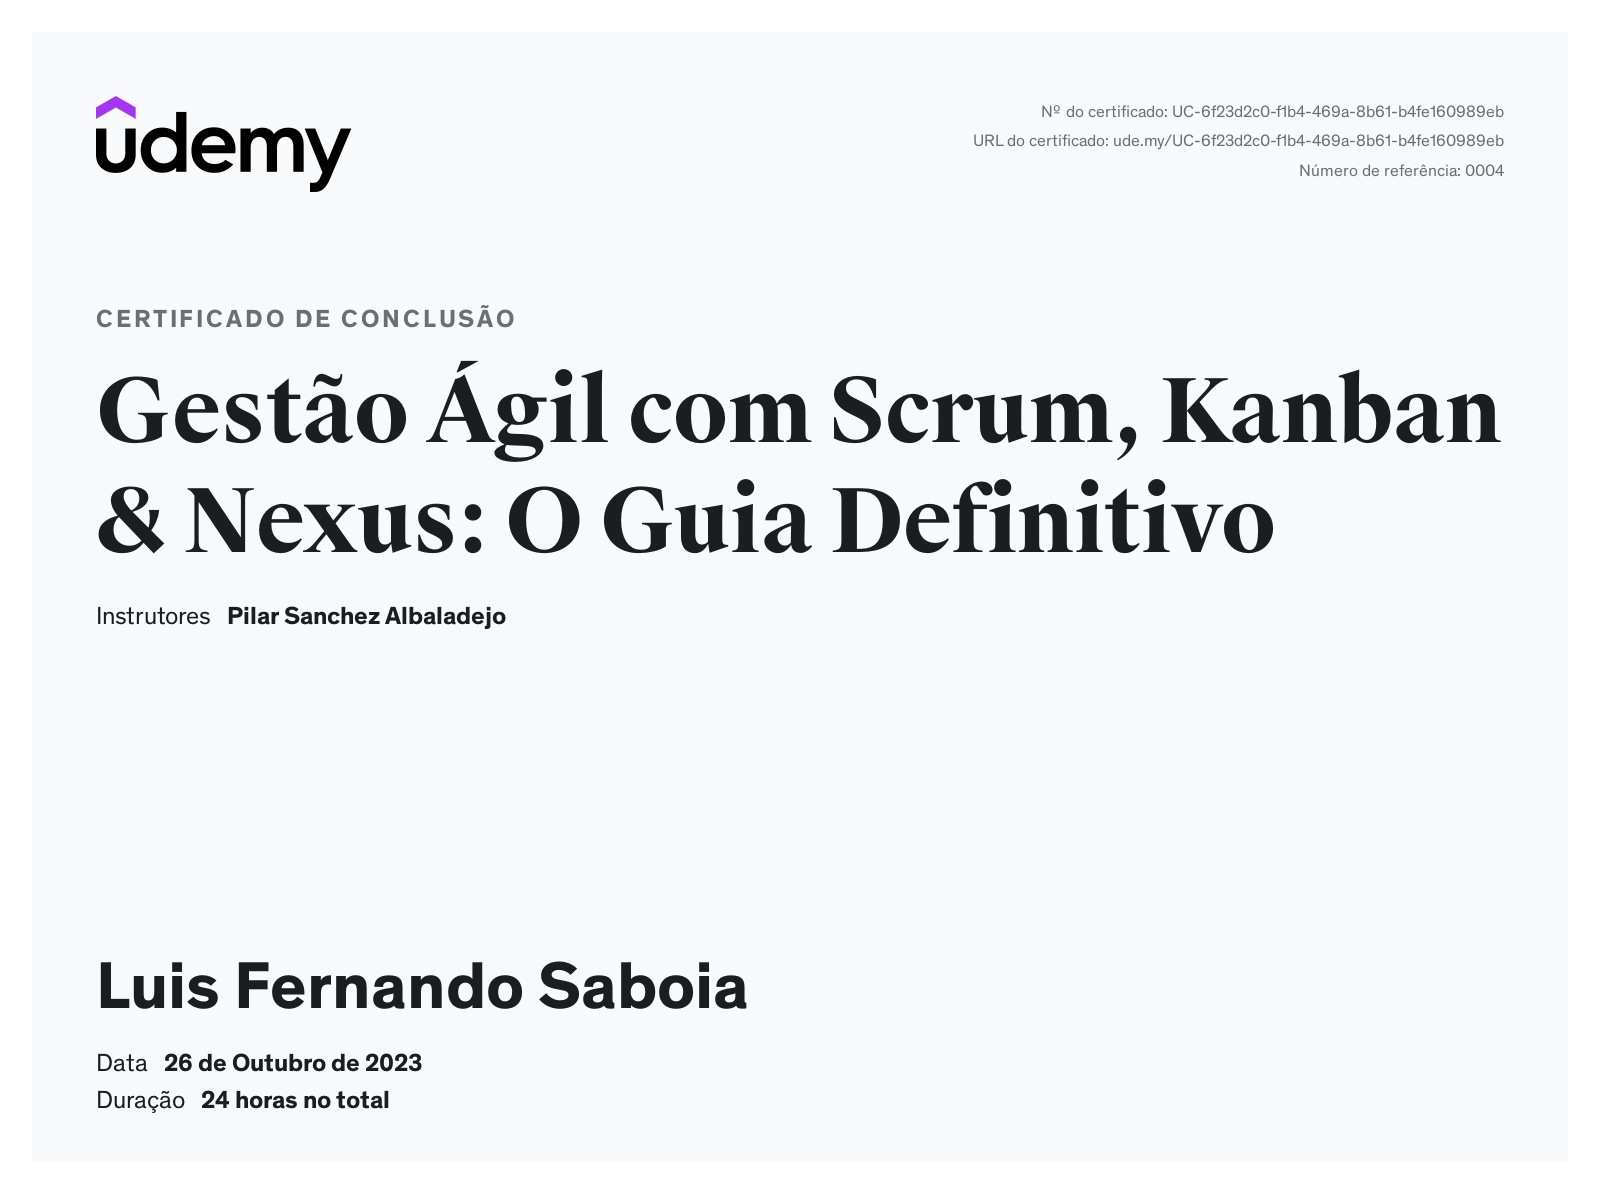 udemy
Nº do certificado: UC-6f23d2c0-f1b4-469a-8b61-b4fe160989eb
URL do certificado: ude.my/UC-6f23d2c0-f1b4-469a-8b61-b4fe160989eb
Número de referência: 0004
CERTIFICADO DE CONCLUSÃO
Gestão Ágil com Scrum, Kanban
& Nexus: O Guia Definitivo
Instrutores Pilar Sanchez Albaladejo
Luis Fernando Saboia
Data 26 de Outubro de 2023
Duração 24 horas no total